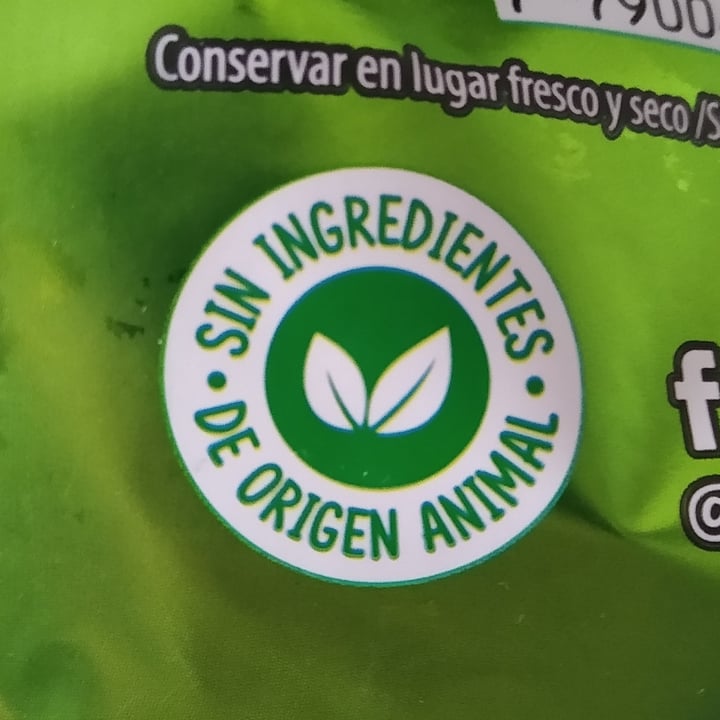 Conservar en lugar fresco y seco /S
SIN INGREDIENTES
DE ORIGEN ANIMAL
f
@